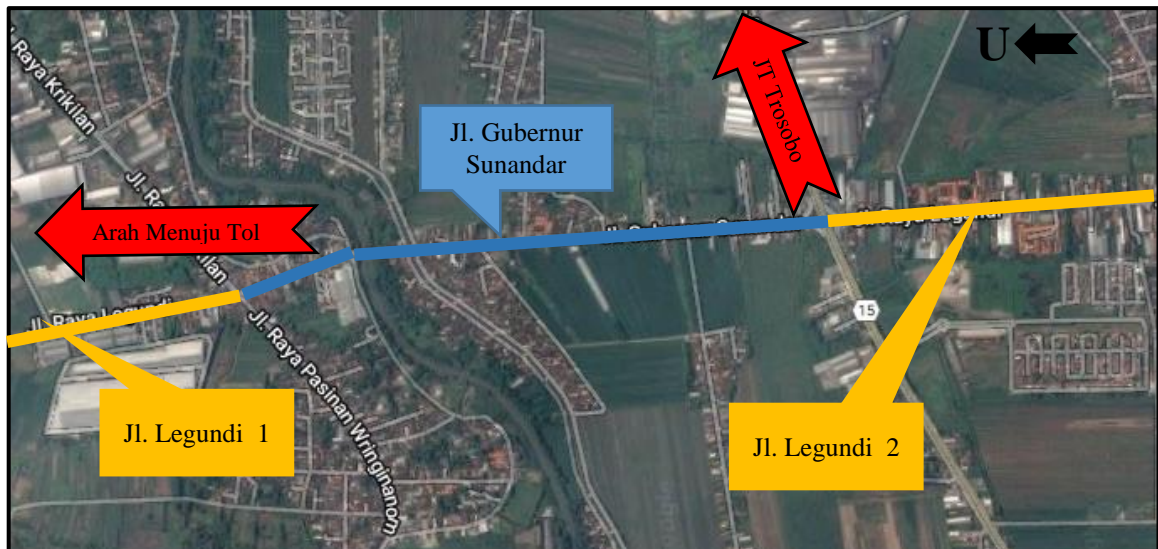 Jl. Raya Krikilan
U
JT Trosobo
Jl. Gubernur
Sunandar
Arah Menuju Tol
Jl. Raya Legundi
15
Jl. Raya Pasinan Wringinanom
Jl. Legundi 1
Jl. Legundi 2